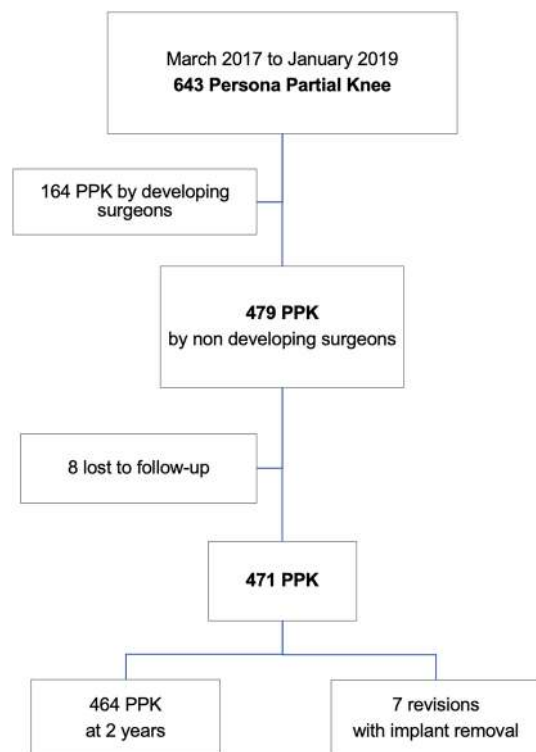 March 2017 to January 2019
643 Persona Partial Knee
164 PPK by developing
surgeons
479 PPK
by non developing surgeons
8 lost to follow-up
471 PPK
464 PPK
at 2 years
7 revisions
with implant removal